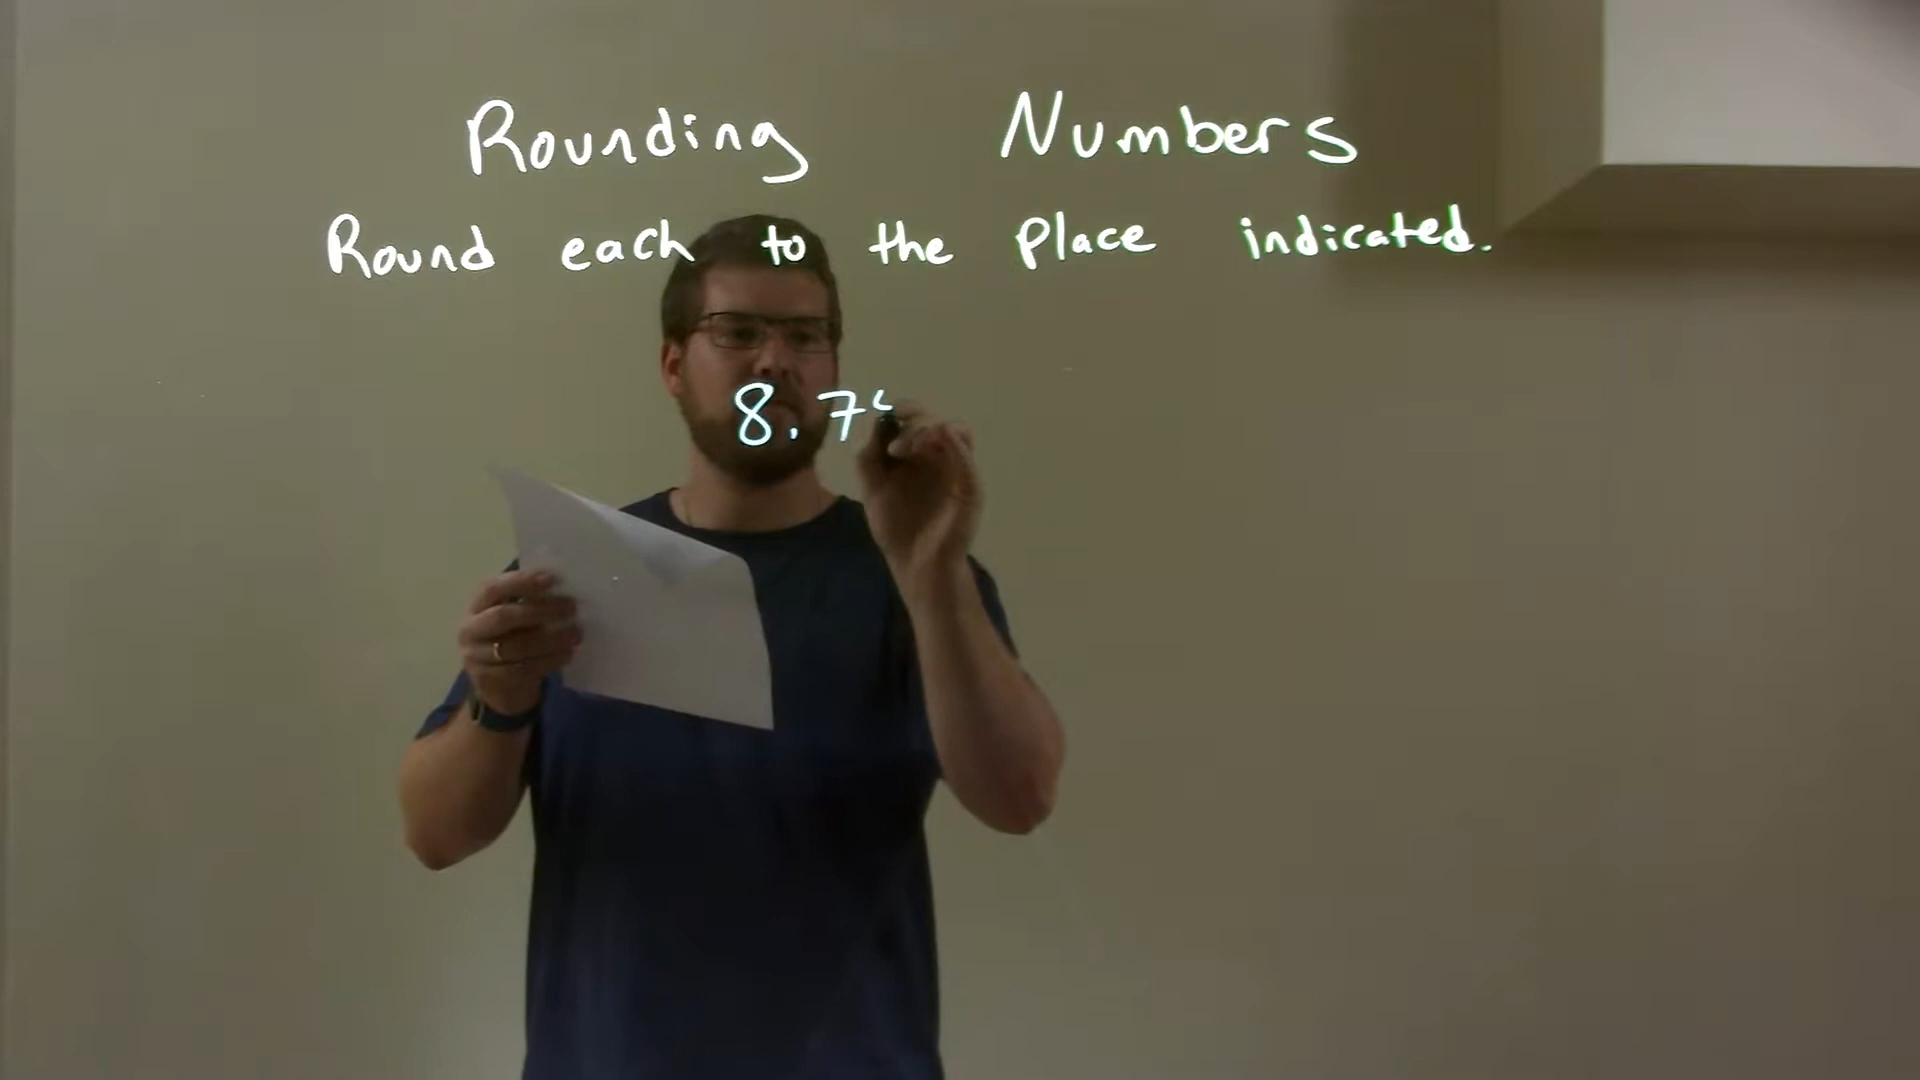 Rounding Numbers
Round each to the place indicated.
8.7